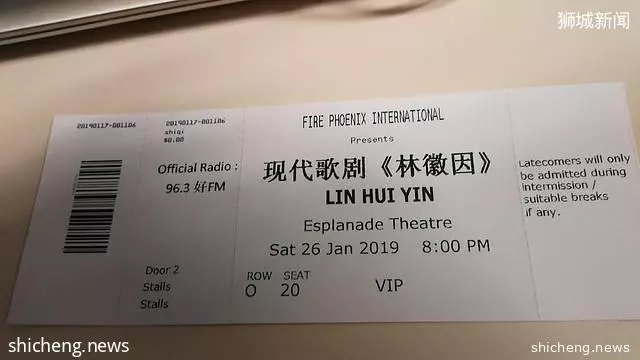 狮城新闻
20190117-001106
20190117-001106
shiqi
$0.00
Official Radio :
96.3 好FM
Door 2
Stalls
Stalls
FIRE PHOENIX INTERNATIONAL
Presents
现代歌剧《林徽因》
LIN HUI YIN
Esplanade Theatre
Sat 26 Jan 2019 8:00 PM
ROW SEAT
O 20 VIP
Latecomers will only
be admitted during
intermission /
suitable breaks
if any.
shicheng.news
shicheng.news